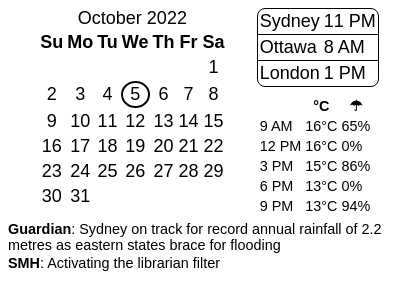 October 2022
Su Mo Tu We Th Fr Sa
1
2 3 4 5 6 7 8
9 10 11 12 13 14 15
16 17 18 19 20 21 22
23 24 25 26 27 28 29
30 31
Sydney 11 PM
Ottawa 8 AM
London 1 PM
°C ☂
9 AM 16°C 65%
12 PM 16°C 0%
3 PM 15°C 86%
6 PM 13°C 0%
9 PM 13°C 94%
Guardian: Sydney on track for record annual rainfall of 2.2
metres as eastern states brace for flooding
SMH: Activating the librarian filter